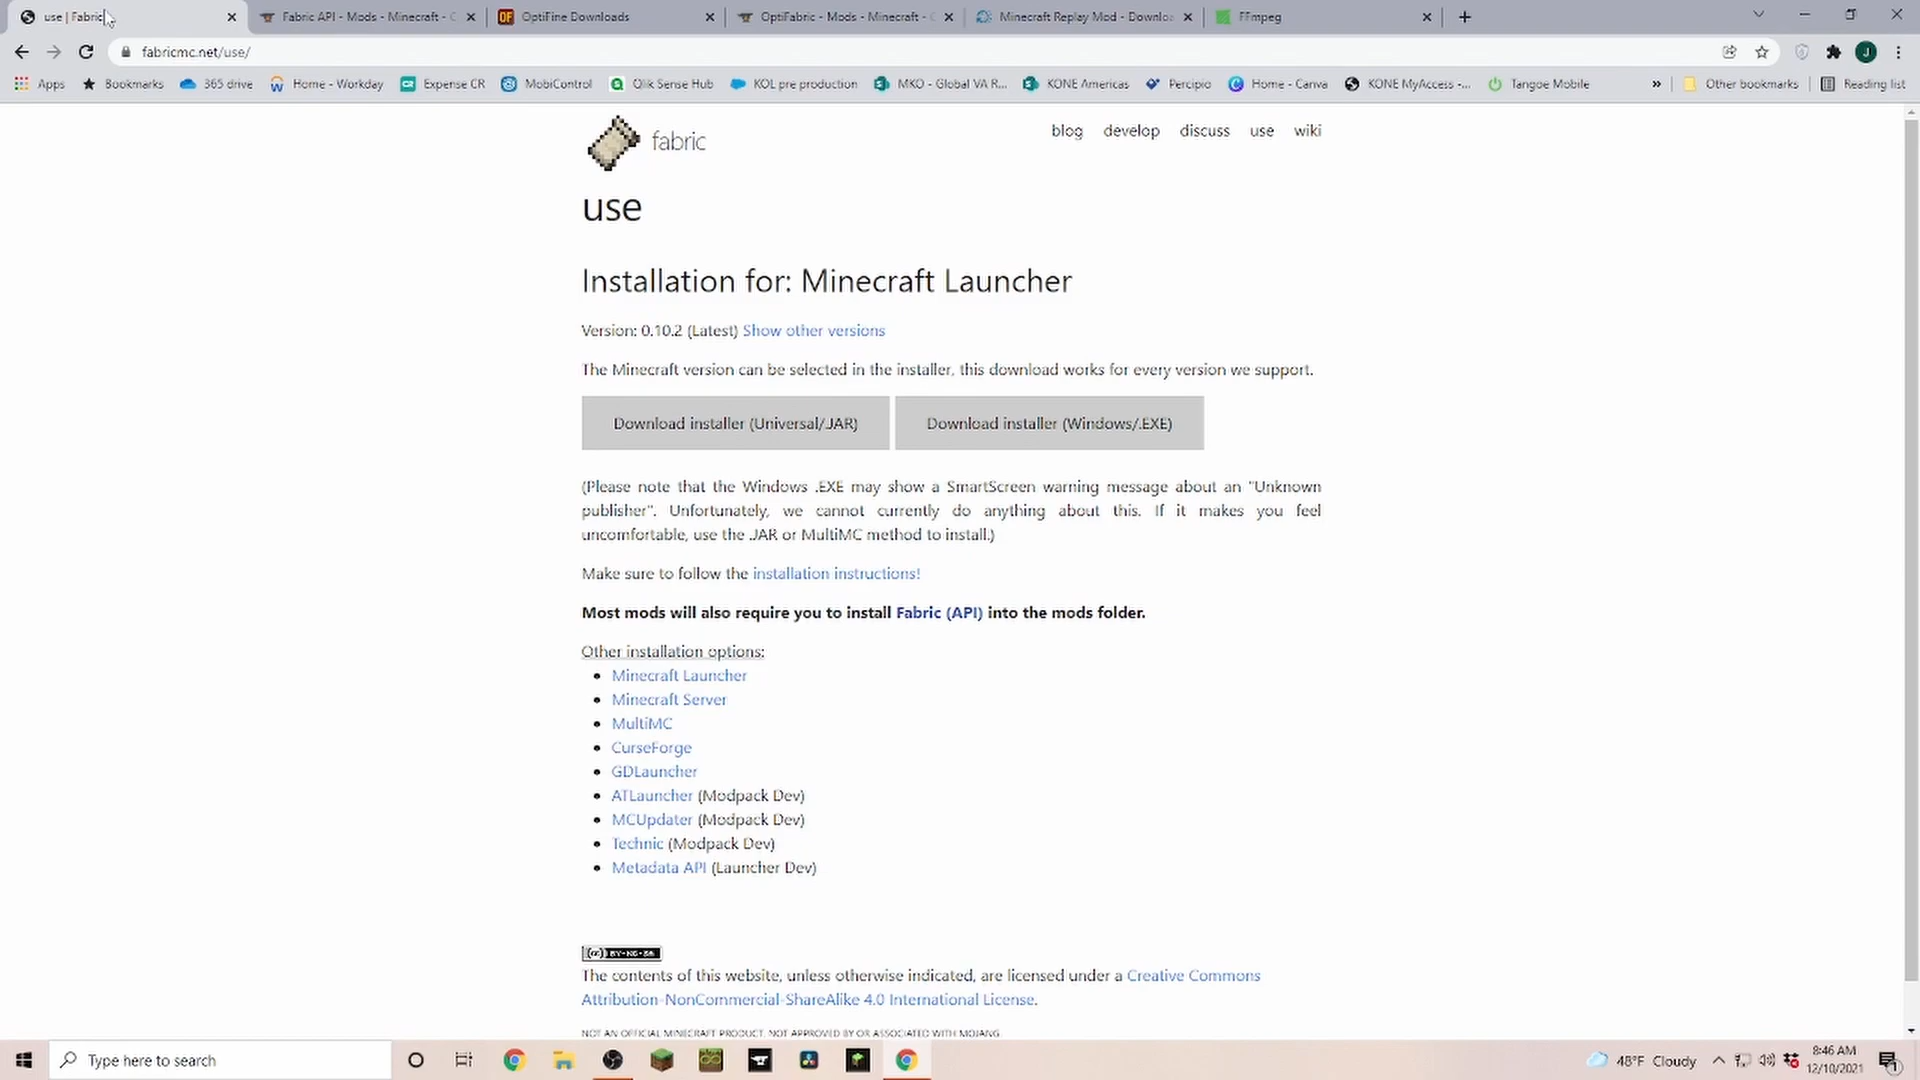 use | Fabric
Fabric API - Mods - Minecraft - C
OptiFine Downloads
OptiFabric - Mods - Minecraft - C
Minecraft Replay Mod - Downloa
FFmpeg
fabricmc.net/use/
J
Apps
Bookmarks
365 drive
Home - Workday
Expense CR
MobiControl
Qlik Sense Hub
KOL pre production
MKO - Global VA R...
KONE Americas
Percipio
Home - Canva
KONE MyAccess -...
Tangoe Mobile
»
Other bookmarks
Reading list
fabric
blog develop discuss use wiki
use
Installation for: Minecraft Launcher
Version: 0.10.2 (Latest) Show other versions
The Minecraft version can be selected in the installer, this download works for every version we support.
Download installer (Universal/.JAR)
Download installer (Windows/.EXE)
(Please note that the Windows .EXE may show a SmartScreen warning message about an "Unknown
publisher". Unfortunately, we cannot currently do anything about this. If it makes you feel
uncomfortable, use the .JAR or MultiMC method to install.)
Make sure to follow the installation instructions!
Most mods will also require you to install Fabric (API) into the mods folder.
Other installation options:
• Minecraft Launcher
• Minecraft Server
• MultiMC
• CurseForge
• GDLauncher
• ATLauncher (Modpack Dev)
• MCUpdater (Modpack Dev)
• Technic (Modpack Dev)
• Metadata API (Launcher Dev)
(cc) BY-NC-SA
The contents of this website, unless otherwise indicated, are licensed under a Creative Commons
Attribution-NonCommercial-ShareAlike 4.0 International License.
NOT AN OFFICIAL MINECRAFT PRODUCT. NOT APPROVED BY OR ASSOCIATED WITH MOJANG.
Type here to search
48°F Cloudy
8:46 AM
12/10/2021